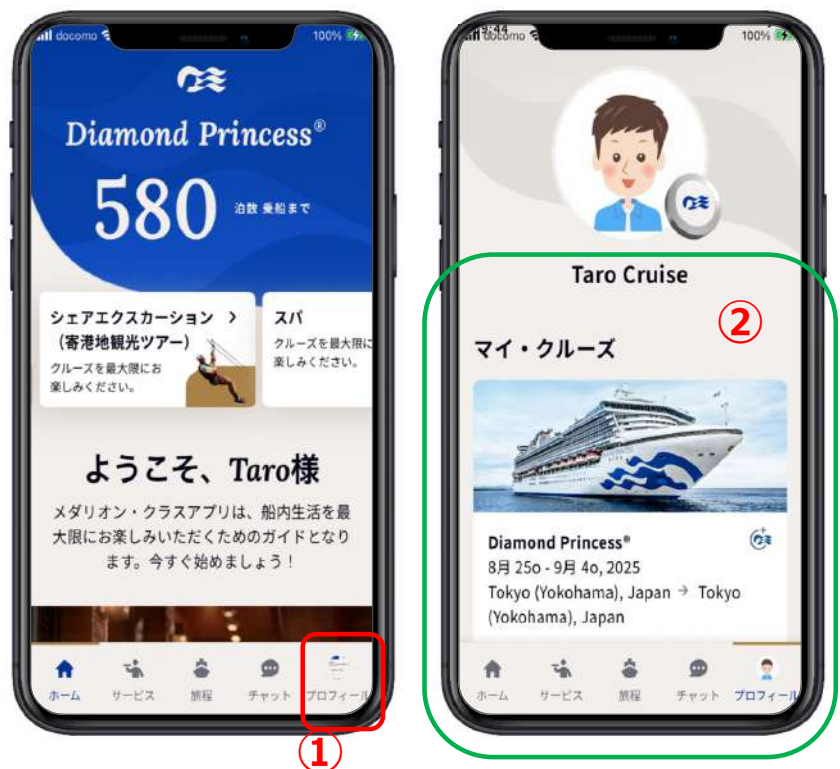 docomo
100%
Diamond Princess®
580
泊数 乗船まで
シェアエクスカーション >
(寄港地観光ツアー)
クルーズを最大限にお
楽しみください。
スパ
クルーズを最大限に
楽しみください。
ようこそ、Taro様
メダリオン・クラスアプリは、船内生活を最
大限にお楽しみいただくためのガイドとなり
ます。今すぐ始めましょう！
ホーム
サービス
旅程
チャット
プロフィール
①
9:44
docomo
100%
Taro Cruise
②
マイ・クルーズ
Diamond Princess®
8月 25o - 9月 4o, 2025
Tokyo (Yokohama), Japan → Tokyo
(Yokohama), Japan
ホーム
サービス
旅程
チャット
プロフィール